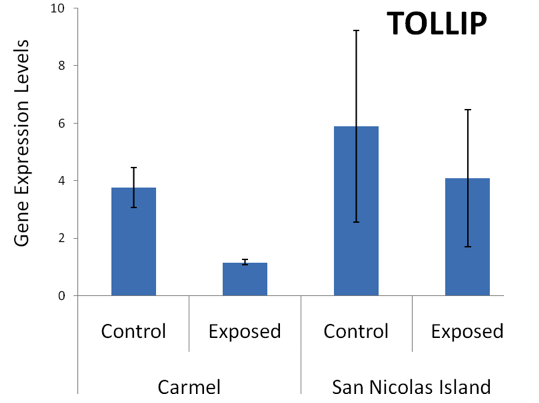 TOLLIP
Gene Expression Levels
10
8
6
4
2
0
Control Exposed Control Exposed
Carmel San Nicolas Island